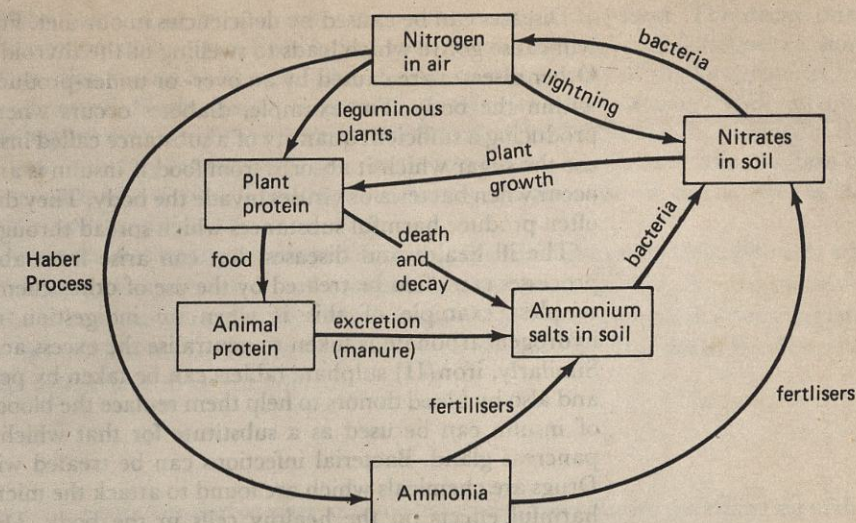 Nitrogen
in air
bacteria
lightning
leguminous
plants
Nitrates
in soil
plant
growth
Plant
protein
Haber
Process
food
death
and
decay
bacteria
Animal
protein
excretion
(manure)
Ammonium
salts in soil
fertilisers
fertlisers
Ammonia